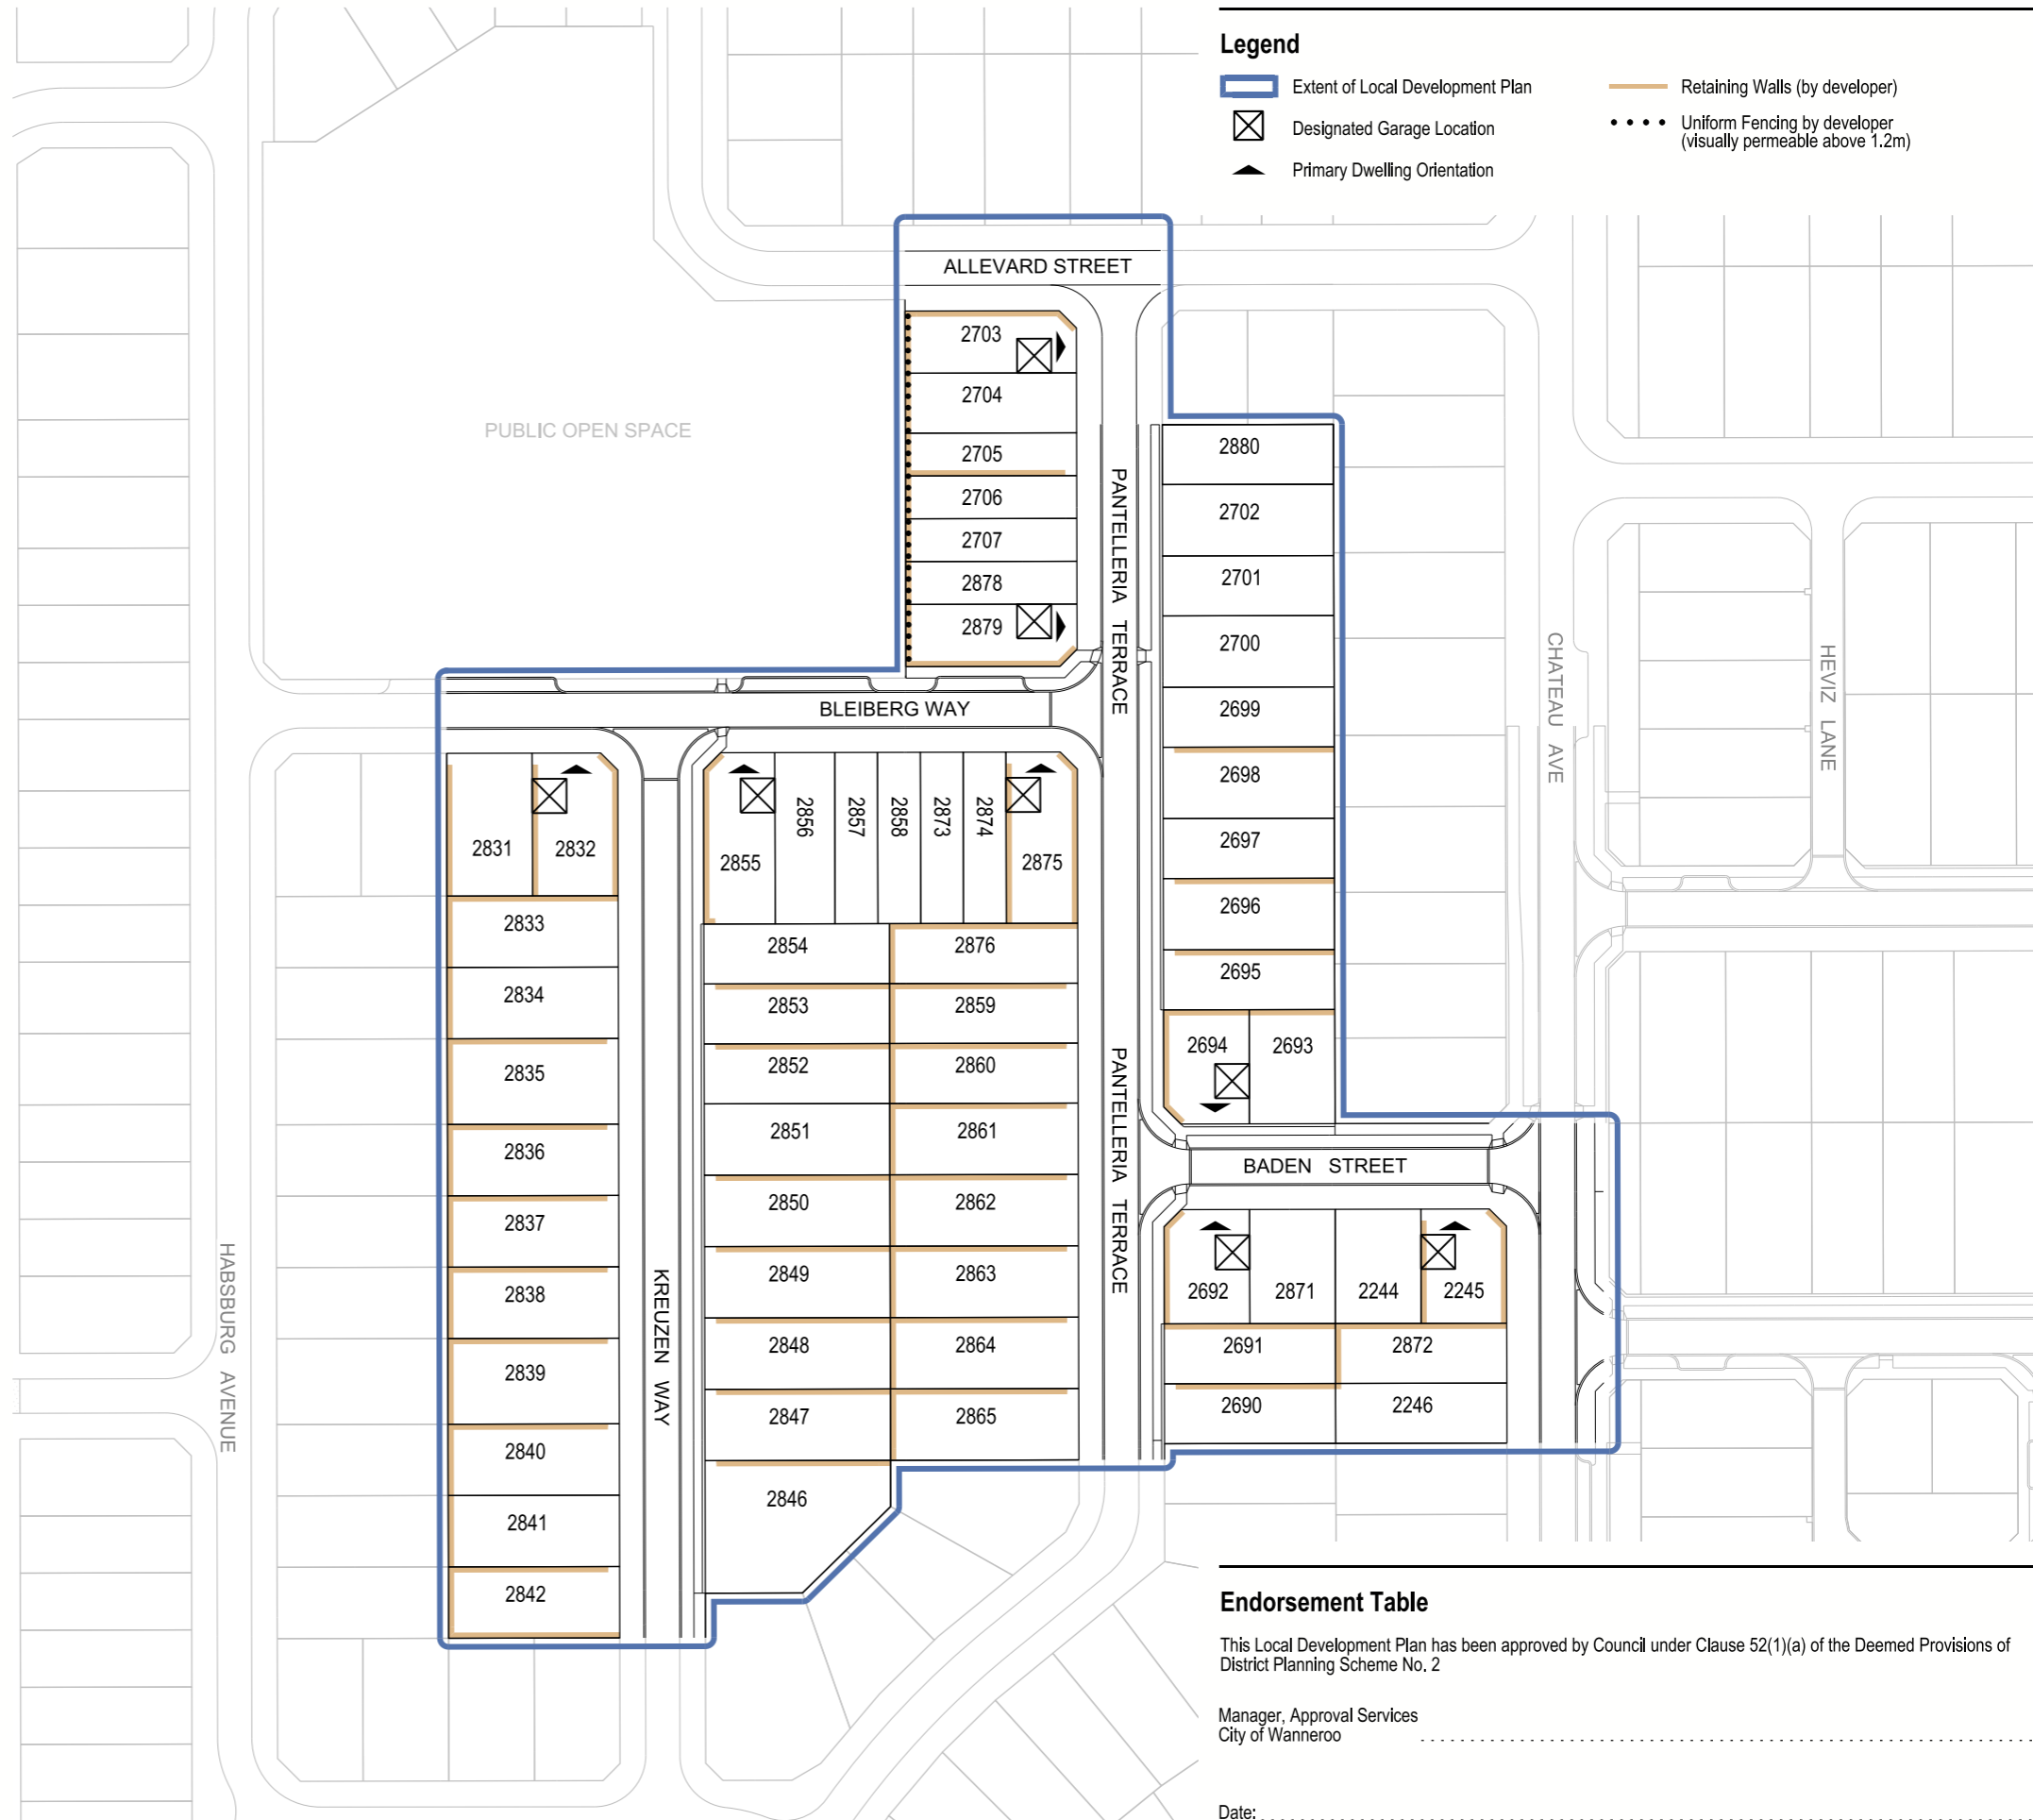 Legend
Extent of Local Development Plan
Designated Garage Location
Primary Dwelling Orientation
Retaining Walls (by developer)
Uniform Fencing by developer
(visually permeable above 1.2m)
ALLEVARD STREET
PUBLIC OPEN SPACE
2703
2704
2705
2706
2707
2878
2879
PANTELLERIA TERRACE
2880
2702
2701
2700
2699
2698
2697
2696
2695
2694
2693
CHATEAU AVE
HEVIZ LANE
BLEIBERG WAY
2831
2832
2855
2856
2857
2858
2873
2874
2875
2833
2834
2835
2836
2837
2838
2839
2840
2841
2842
HABSBURG AVENUE
KREUZEN WAY
2854
2853
2852
2851
2850
2849
2848
2847
2846
2876
2859
2860
2861
2862
2863
2864
2865
PANTELLERIA TERRACE
BADEN STREET
2692
2871
2244
2245
2691
2872
2690
2246
Endorsement Table
This Local Development Plan has been approved by Council under Clause 52(1)(a) of the Deemed Provisions of
District Planning Scheme No. 2
Manager, Approval Services
City of Wanneroo
Date: